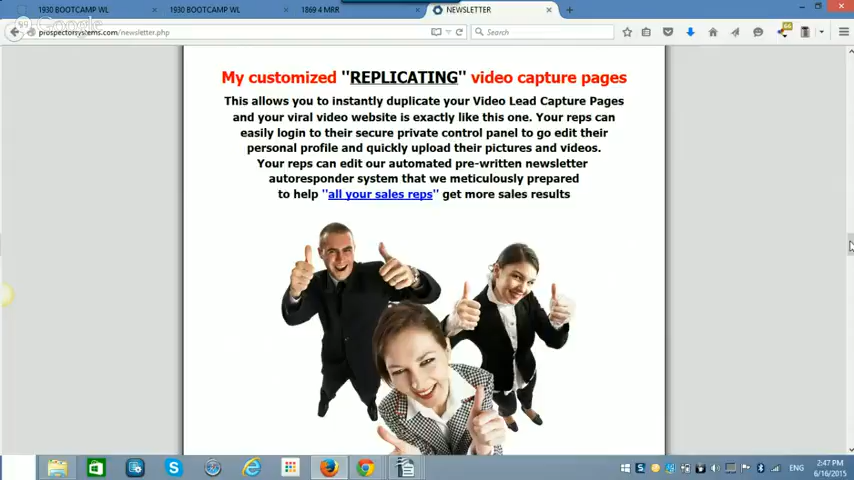 1930 BOOTCAMP WL
1930 BOOTCAMP WL
1869 4 MRR
NEWSLETTER
Google
prospectorsystems.com/newsletter.php
Search
66
My customized "REPLICATING" video capture pages
This allows you to instantly duplicate your Video Lead Capture Pages
and your viral video website is exactly like this one. Your reps can
easily login to their secure private control panel to go edit their
personal profile and quickly upload their pictures and videos.
Your reps can edit our automated pre-written newsletter
autoresponder system that we meticulously prepared
to help "all your sales reps" get more sales results
ENG
2:47 PM
6/16/2015